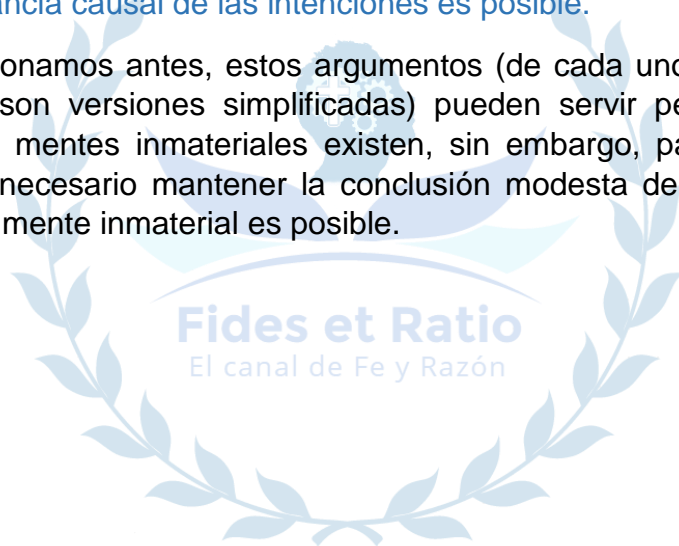 ancia causal de las intenciones es posible.
onamos antes, estos argumentos (de cada uno
son versiones simplificadas) pueden servir pe
mentes inmateriales existen, sin embargo, pa
necesario mantener la conclusión modesta de
mente inmaterial es posible.
Fides et Ratio
El canal de Fe y Razón